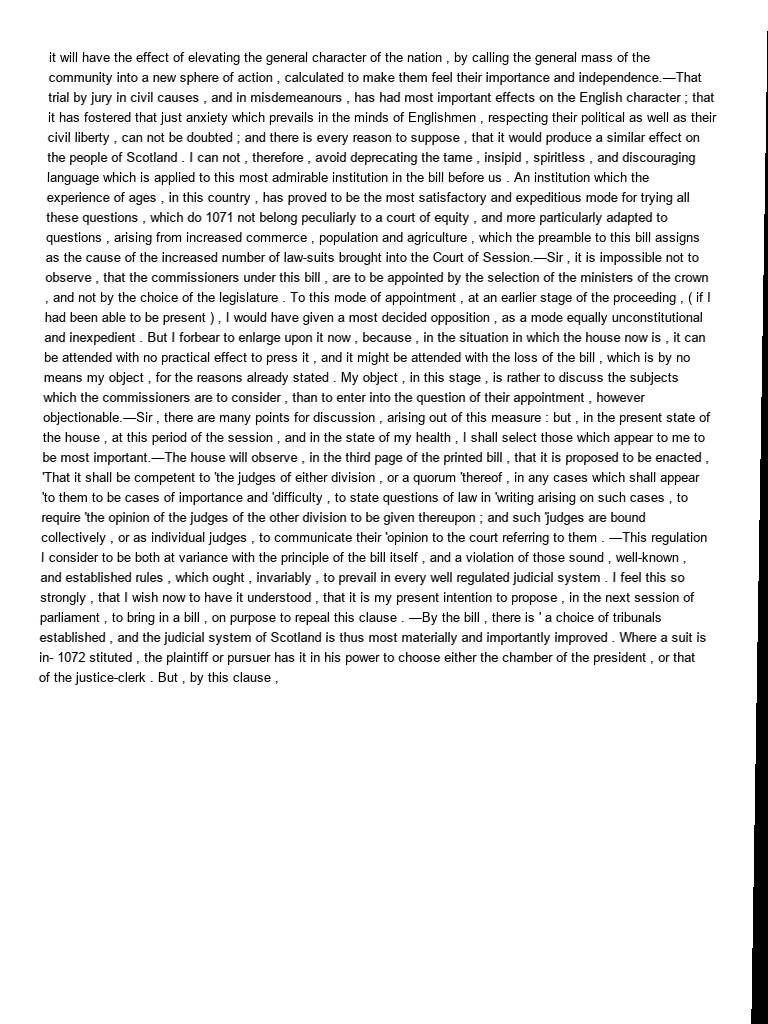 it will have the effect of elevating the general character of the nation , by calling the general mass of the
community into a new sphere of action , calculated to make them feel their importance and independence.—That
trial by jury in civil causes , and in misdemeanours , has had most important effects on the English character ; that
it has fostered that just anxiety which prevails in the minds of Englishmen , respecting their political as well as their
civil liberty , can not be doubted ; and there is every reason to suppose , that it would produce a similar effect on
the people of Scotland . I can not , therefore , avoid deprecating the tame , insipid , spiritless , and discouraging
language which is applied to this most admirable institution in the bill before us . An institution which the
experience of ages , in this country , has proved to be the most satisfactory and expeditious mode for trying all
these questions , which do 1071 not belong peculiarly to a court of equity , and more particularly adapted to
questions , arising from increased commerce , population and agriculture , which the preamble to this bill assigns
as the cause of the increased number of law-suits brought into the Court of Session.—Sir , it is impossible not to
observe , that the commissioners under this bill , are to be appointed by the selection of the ministers of the crown
, and not by the choice of the legislature . To this mode of appointment , at an earlier stage of the proceeding , ( if I
had been able to be present ) , I would have given a most decided opposition , as a mode equally unconstitutional
and inexpedient . But I forbear to enlarge upon it now , because , in the situation in which the house now is , it can
be attended with no practical effect to press it , and it might be attended with the loss of the bill , which is by no
means my object , for the reasons already stated . My object , in this stage , is rather to discuss the subjects
which the commissioners are to consider , than to enter into the question of their appointment , however
objectionable.—Sir , there are many points for discussion , arising out of this measure : but , in the present state of
the house , at this period of the session , and in the state of my health , I shall select those which appear to me to
be most important.—The house will observe , in the third page of the printed bill , that it is proposed to be enacted ,
'That it shall be competent to 'the judges of either division , or a quorum 'thereof , in any cases which shall appear
'to them to be cases of importance and 'difficulty , to state questions of law in 'writing arising on such cases , to
require 'the opinion of the judges of the other division to be given thereupon ; and such 'judges are bound
collectively , or as individual judges , to communicate their 'opinion to the court referring to them . —This regulation
I consider to be both at variance with the principle of the bill itself , and a violation of those sound , well-known ,
and established rules , which ought , invariably , to prevail in every well regulated judicial system . I feel this so
strongly , that I wish now to have it understood , that it is my present intention to propose , in the next session of
parliament , to bring in a bill , on purpose to repeal this clause . —By the bill , there is ' a choice of tribunals
established , and the judicial system of Scotland is thus most materially and importantly improved . Where a suit is
in- 1072 stituted , the plaintiff or pursuer has it in his power to choose either the chamber of the president , or that
of the justice-clerk . But , by this clause ,